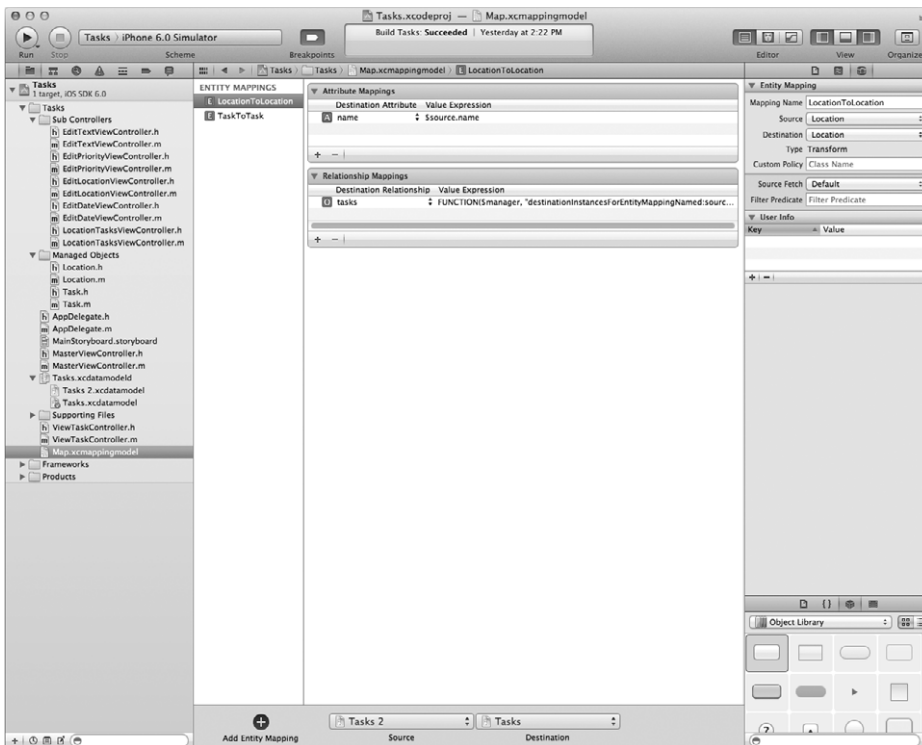 Tasks.xcodeproj — Map.xcmappingmodel
Run
Stop
Tasks
iPhone 6.0 Simulator
Scheme
Breakpoints
Build Tasks: Succeeded | Yesterday at 2:22 PM
Editor
View
Organize
Tasks
1 target, iOS SDK 6.0
Tasks
Sub Controllers
h EditTextViewController.h
m EditTextViewController.m
h EditPriorityViewController.h
m EditPriorityViewController.m
h EditLocationViewController.h
m EditLocationViewController.m
h EditDateViewController.h
m EditDateViewController.m
h LocationTasksViewController.h
m LocationTasksViewController.m
Managed Objects
h Location.h
m Location.m
h Task.h
m Task.m
h AppDelegate.h
m AppDelegate.m
MainStoryboard.storyboard
h MasterViewController.h
m MasterViewController.m
Tasks.xcdatamodeld
Tasks 2.xcdatamodel
Tasks.xcdatamodel
Supporting Files
h ViewTaskController.h
m ViewTaskController.m
Map.xcmappingmodel
Frameworks
Products
Tasks
Tasks
Map.xcmappingmodel
E LocationToLocation
ENTITY MAPPINGS
E LocationToLocation
E TaskToTask
Attribute Mappings
Destination Attribute Value Expression
A name $source.name
+ −
Relationship Mappings
Destination Relationship Value Expression
tasks FUNCTION($manager, "destinationInstancesForEntityMappingNamed:sourc...
+ −
Add Entity Mapping
Tasks 2
Source
Tasks
Destination
Entity Mapping
Mapping Name LocationToLocation
Source Location
Destination Location
Type Transform
Custom Policy Class Name
Source Fetch Default
Filter Predicate Filter Predicate
User Info
Key Value
+ −
{ }
Object Library
?